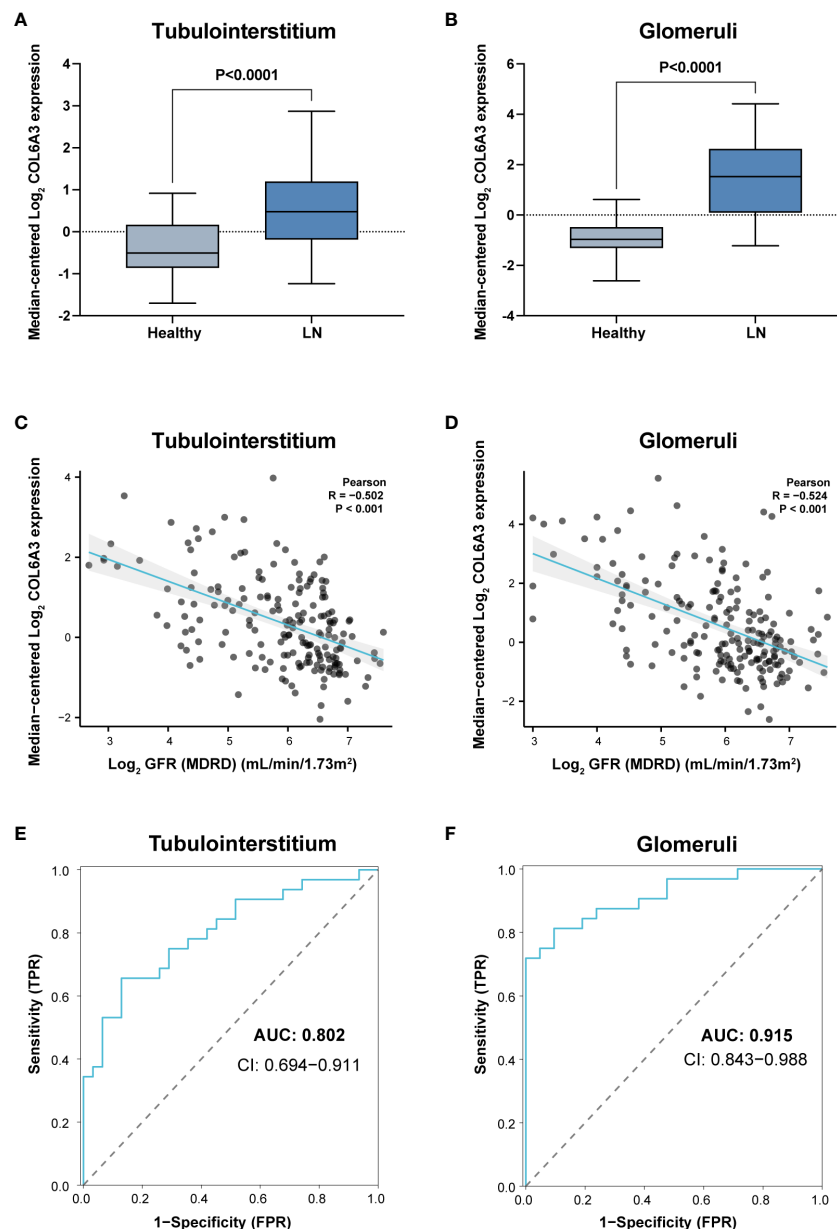 A
Tubulointerstitium
Median-centered Log₂ COL6A3 expression
4
3
2
1
0
-1
-2
P<0.0001
Healthy
LN
B
Glomeruli
Median-centered Log₂ COL6A3 expression
6
4
2
0
-2
-4
P<0.0001
Healthy
LN
C
Tubulointerstitium
Median−centered Log₂ COL6A3 expression
4
2
0
−2
Pearson
R = −0.502
P < 0.001
3
4
5
6
7
Log₂ GFR (MDRD) (mL/min/1.73m²)
D
Glomeruli
Median−centered Log₂ COL6A3 expression
4
2
0
−2
Pearson
R = −0.524
P < 0.001
3
4
5
6
7
Log₂ GFR (MDRD) (mL/min/1.73m²)
E
Tubulointerstitium
Sensitivity (TPR)
1.0
0.8
0.6
0.4
0.2
0.0
AUC: 0.802
CI: 0.694−0.911
0.0
0.2
0.4
0.6
0.8
1.0
1−Specificity (FPR)
F
Glomeruli
Sensitivity (TPR)
1.0
0.8
0.6
0.4
0.2
0.0
AUC: 0.915
CI: 0.843−0.988
0.0
0.2
0.4
0.6
0.8
1.0
1−Specificity (FPR)